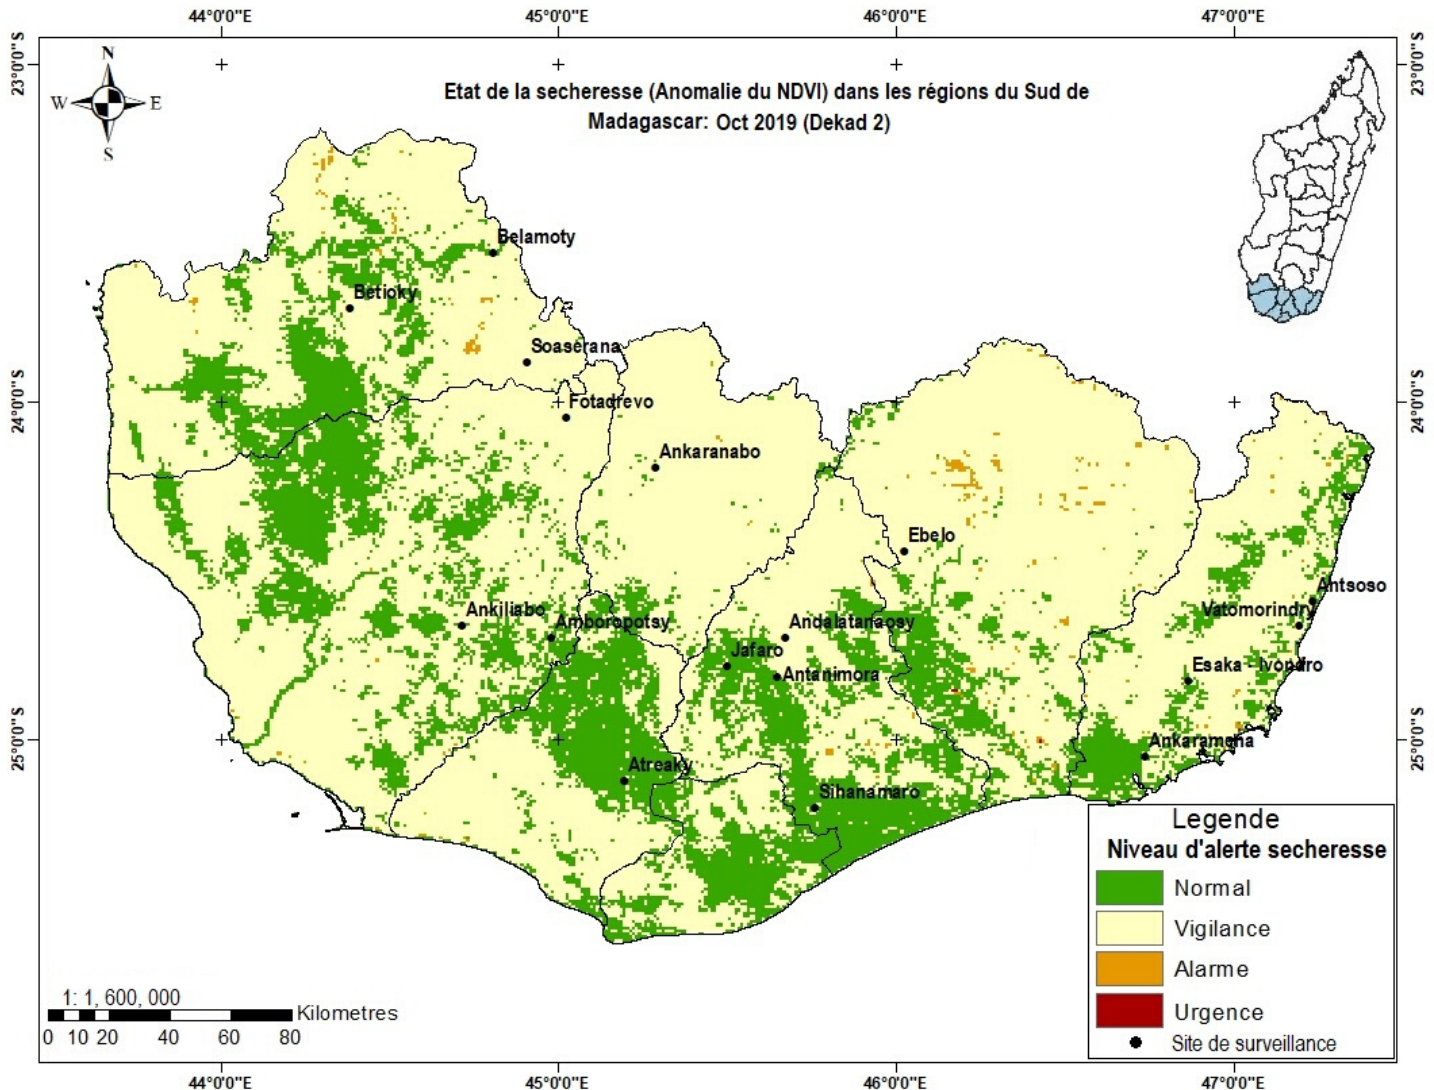 44°0'0"E 45°0'0"E 46°0'0"E 47°0'0"E
23°0'0"S 23°0'0"S
N
W E
S
Etat de la secheresse (Anomalie du NDVI) dans les régions du Sud de
Madagascar: Oct 2019 (Dekad 2)
Belamoty
Betioky
Soaserana
Fotadrevo
24°0'0"S 24°0'0"S
Ankaranabo
Ebelo
Antsoso
Ankiliabo
Vatomorindry
Amboropotsy
Andalatanaosy
Jafaro
Esaka - Ivondro
Antanimora
25°0'0"S 25°0'0"S
Ankaramena
Atreaky
Sihanamaro
Legende
Niveau d'alerte secheresse
Normal
Vigilance
Alarme
Urgence
Site de surveillance
1: 1, 600, 000
Kilometres
0 10 20 40 60 80
44°0'0"E 45°0'0"E 46°0'0"E 47°0'0"E